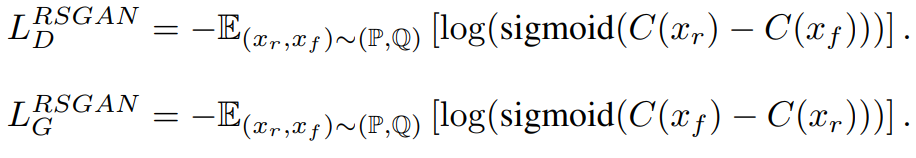 L_D^{RSGAN} = −𝔼_{(x_r,x_f)∼(ℙ,ℚ)} [log(sigmoid(C(x_r) − C(x_f)))] .
L_G^{RSGAN} = −𝔼_{(x_r,x_f)∼(ℙ,ℚ)} [log(sigmoid(C(x_f) − C(x_r)))] .